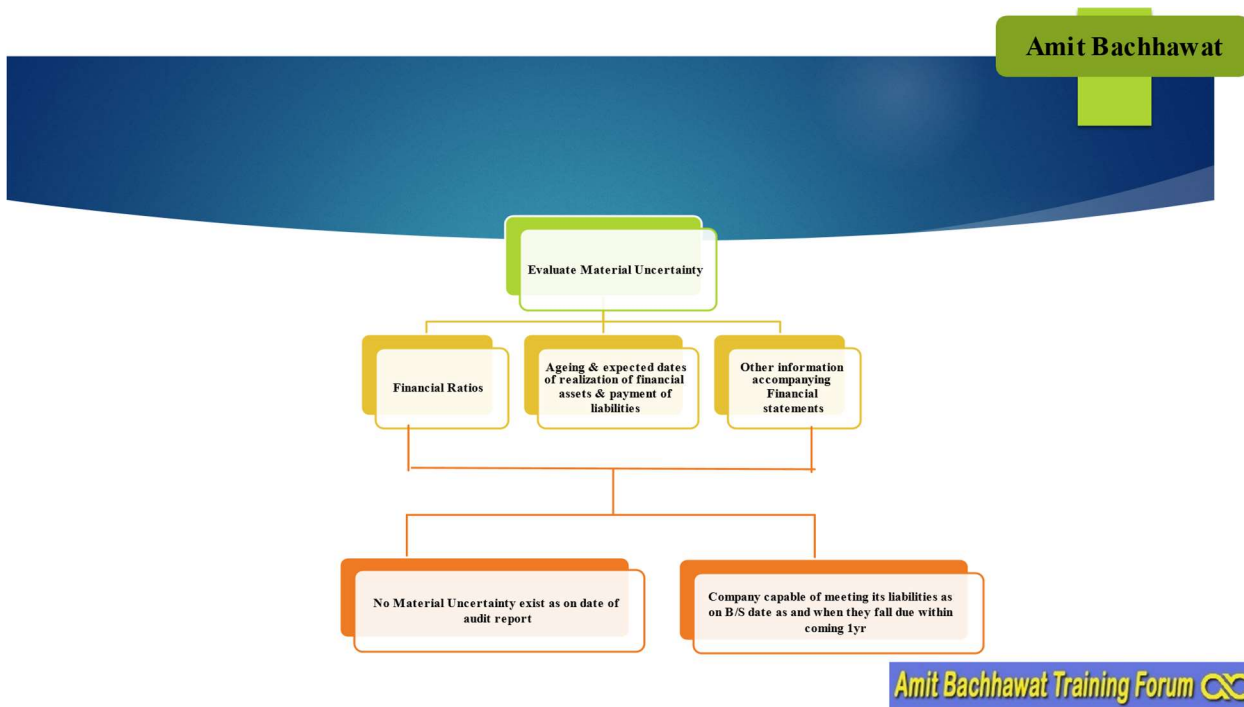 Amit Bachhawat
Evaluate Material Uncertainty
Financial Ratios
Ageing & expected dates
of realization of financial
assets & payment of
liabilities
Other information
accompanying
Financial
statements
No Material Uncertainty exist as on date of
audit report
Company capable of meeting its liabilities as
on B/S date as and when they fall due within
coming 1yr
Amit Bachhawat Training Forum